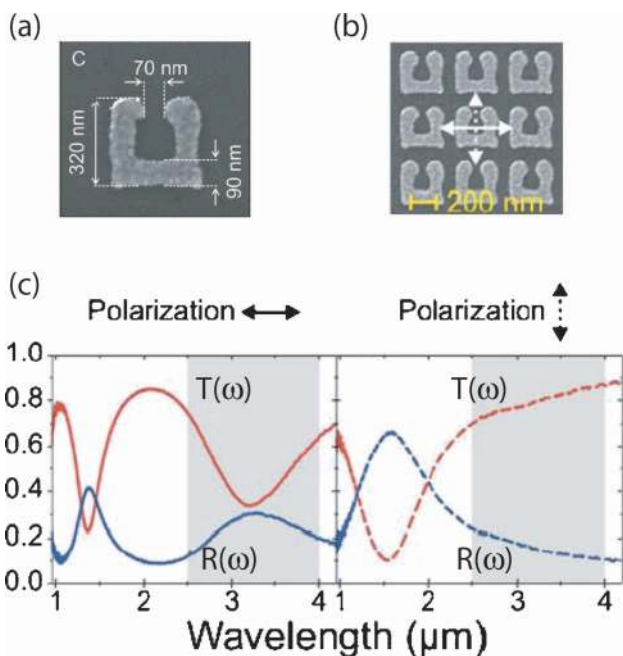 (a)
C
70 nm
320 nm
90 nm
(b)
200 nm
(c)
Polarization
Polarization
1.0
0.8
0.6
0.4
0.2
0.0
T(ω)
R(ω)
T(ω)
R(ω)
1 2 3 4 1 2 3 4
Wavelength (μm)